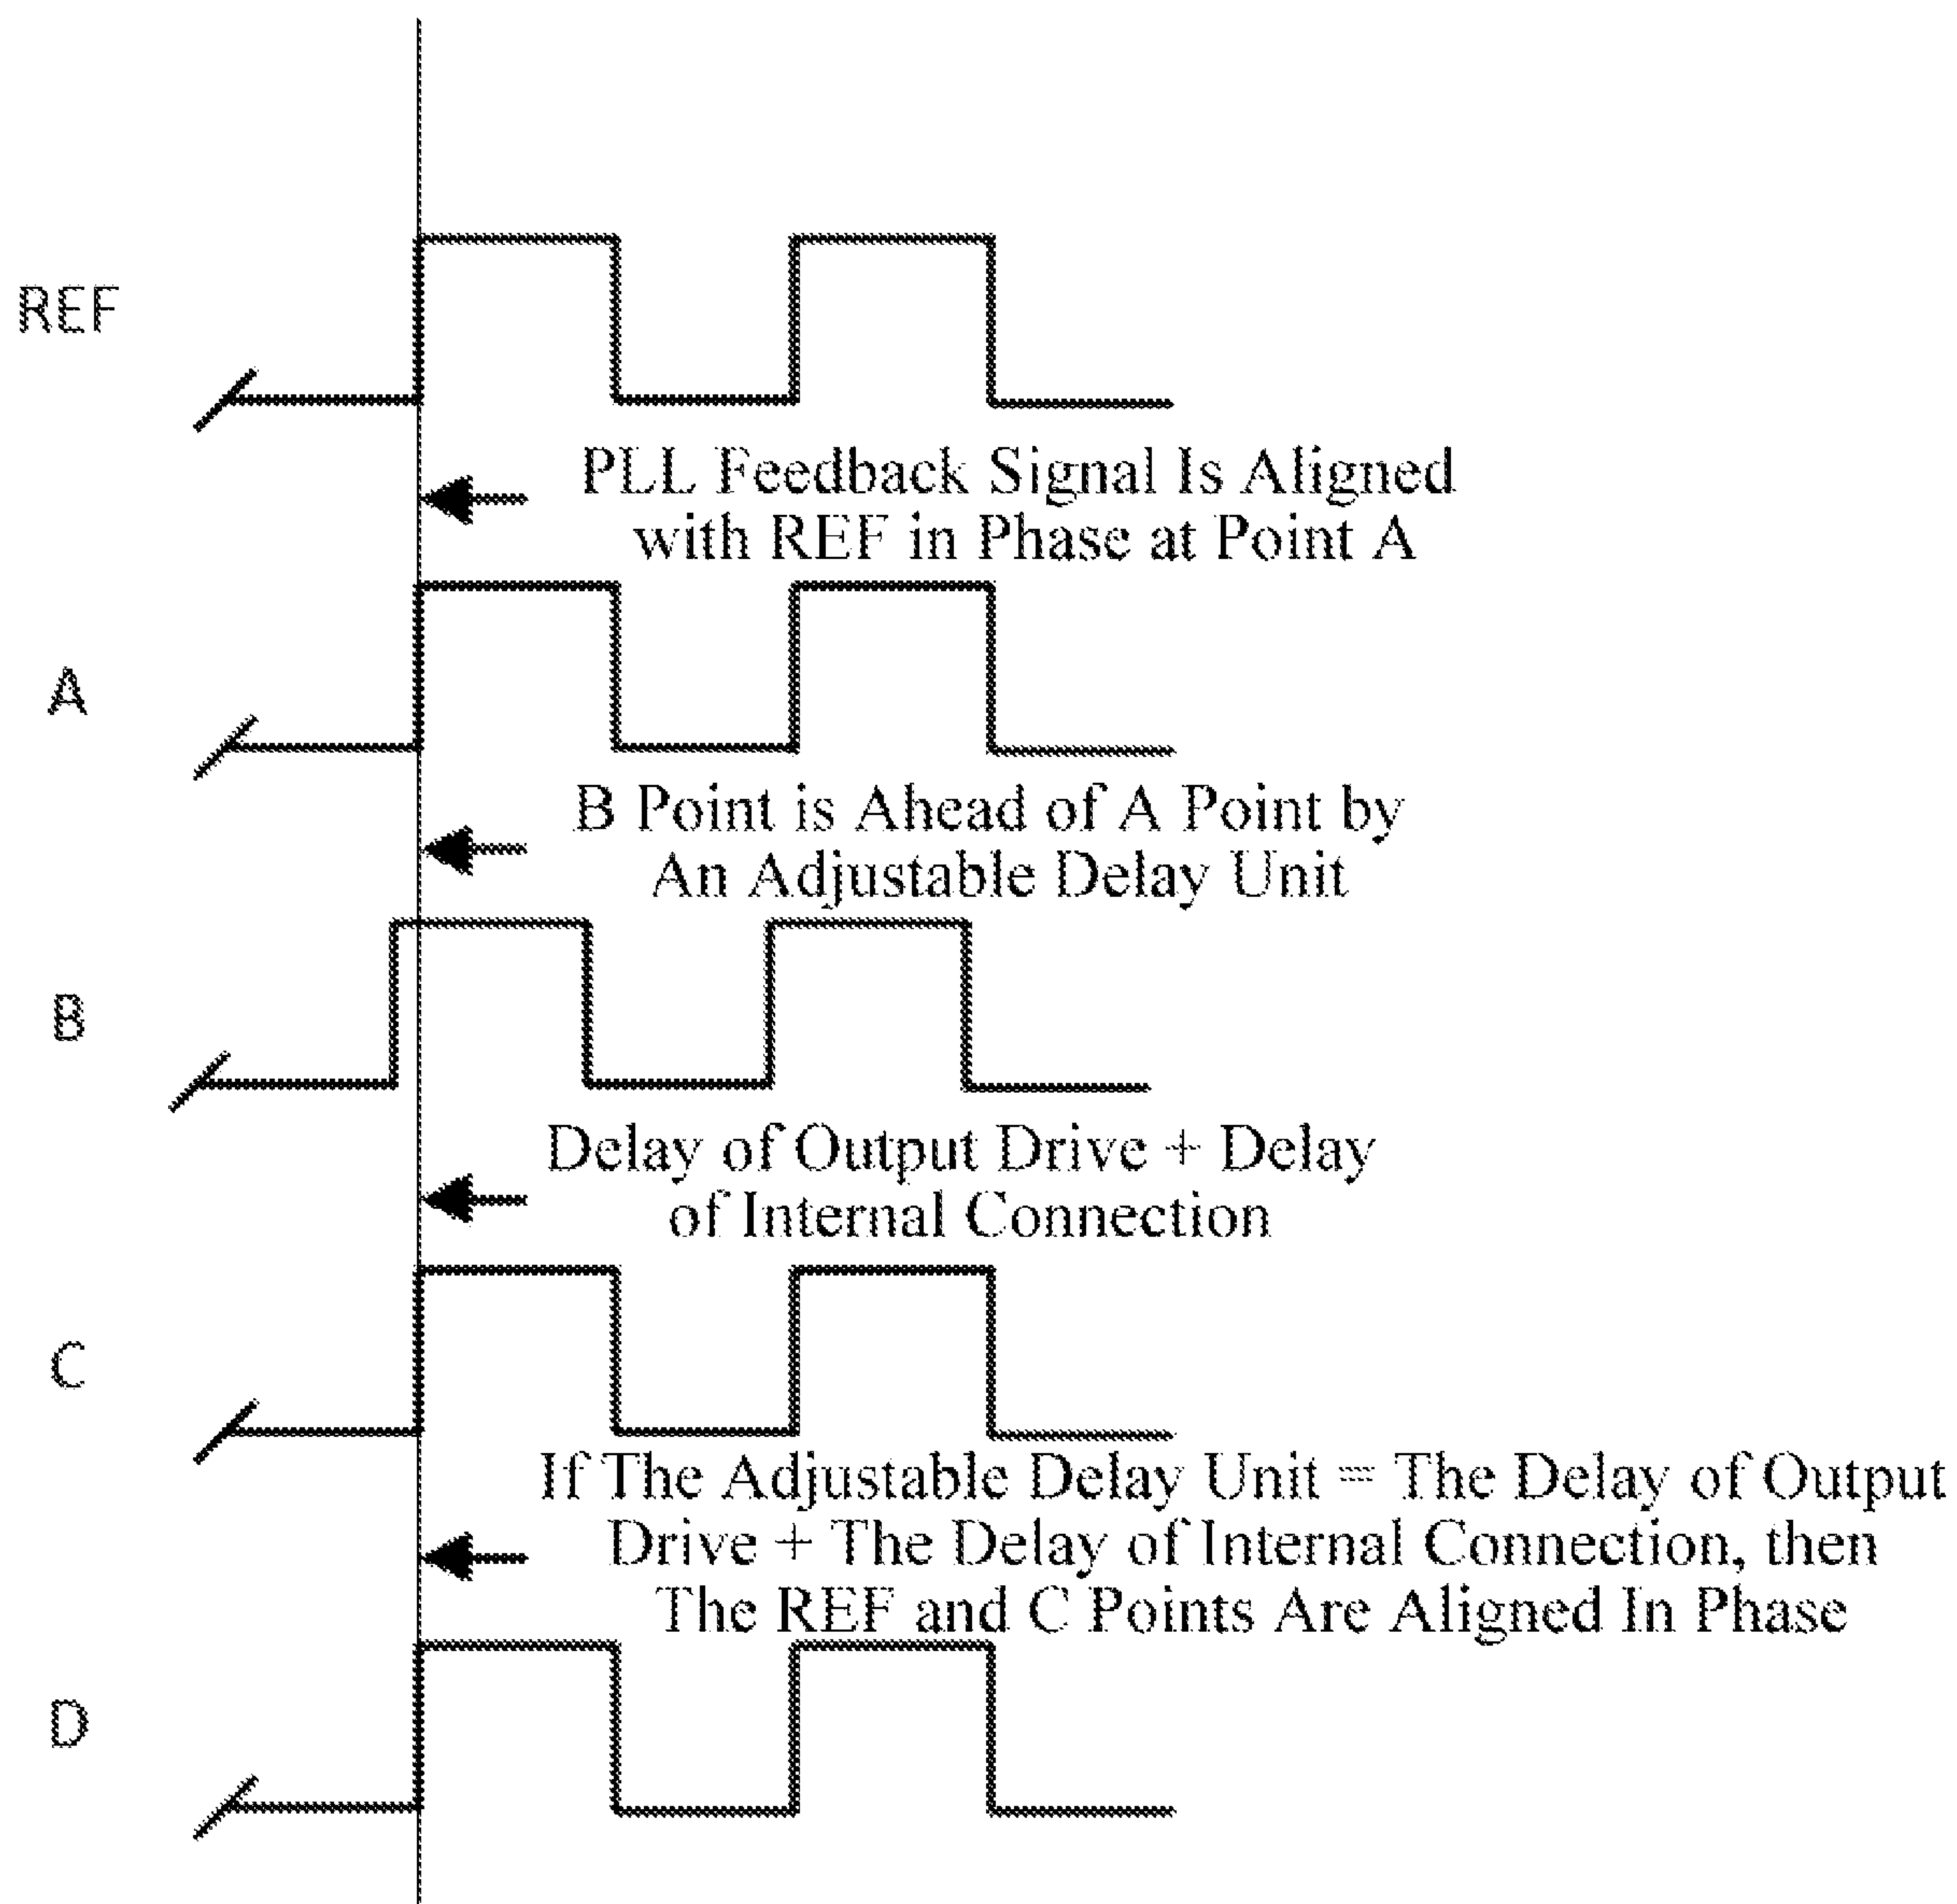 REF
PLL Feedback Signal Is Aligned
with REF in Phase at Point A
A
B Point is Ahead of A Point by
An Adjustable Delay Unit
B
Delay of Output Drive + Delay
of Internal Connection
C
If The Adjustable Delay Unit = The Delay of Output
Drive + The Delay of Internal Connection, then
The REF and C Points Are Aligned In Phase
D